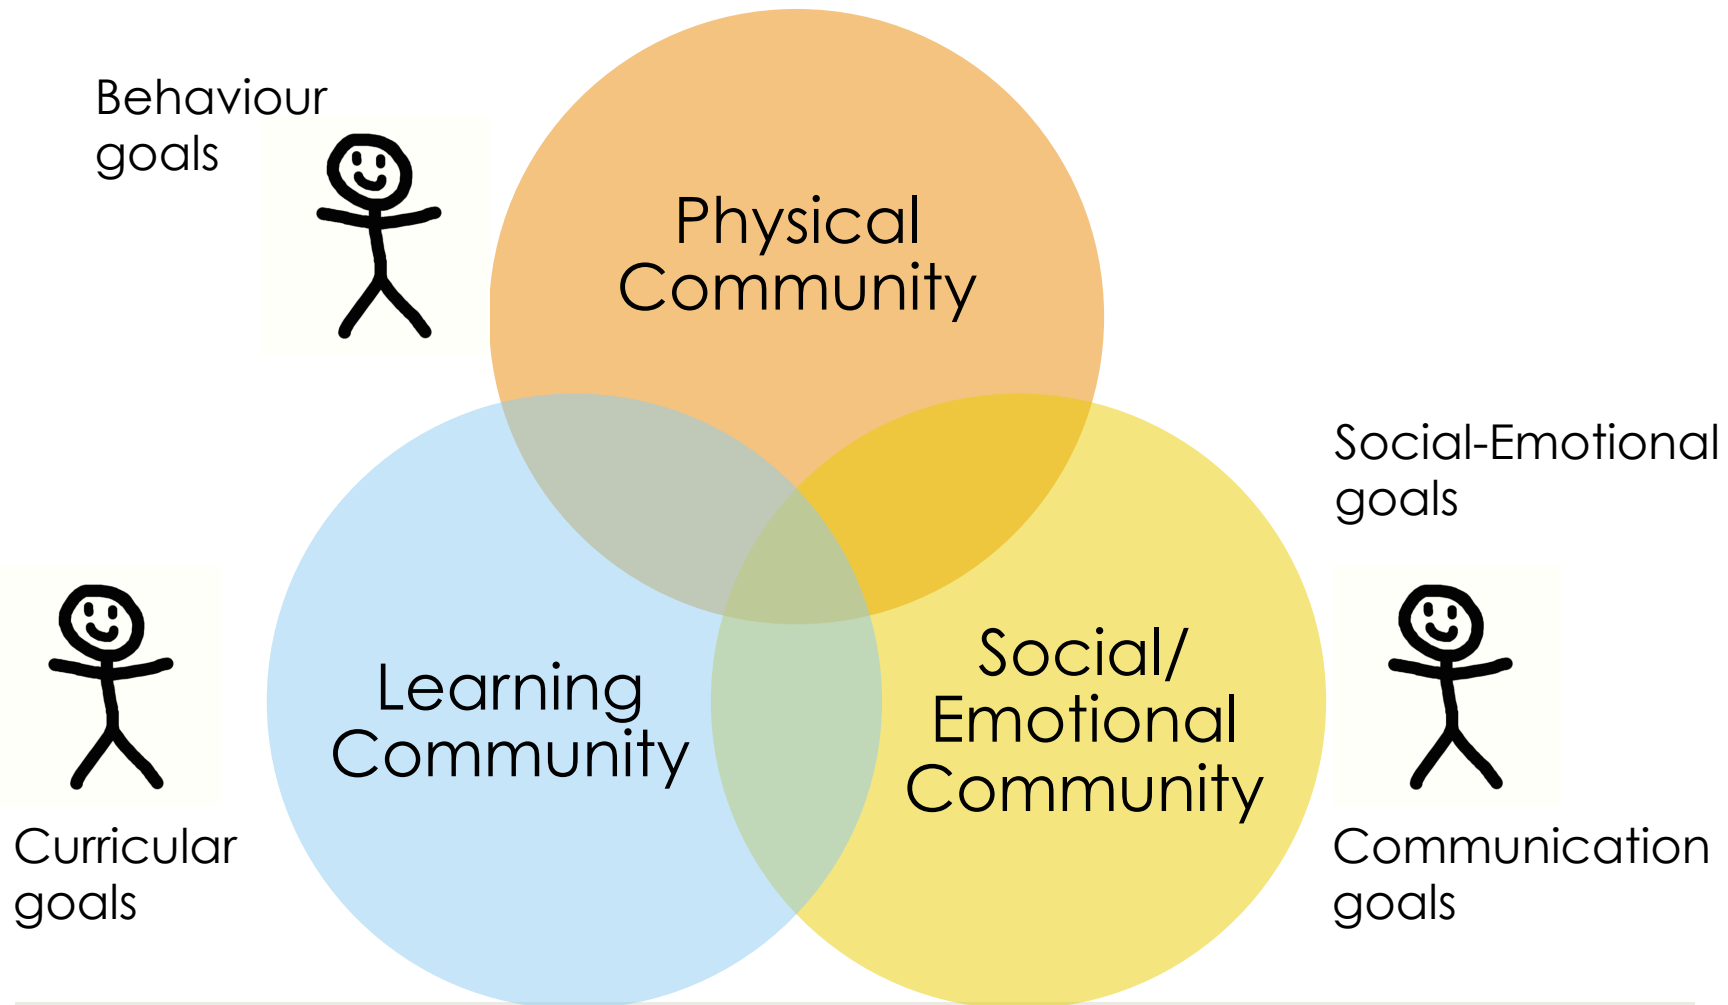 Behaviour
goals
Physical
Community
Social-Emotional
goals
Learning
Community
Social/
Emotional
Community
Curricular
goals
Communication
goals